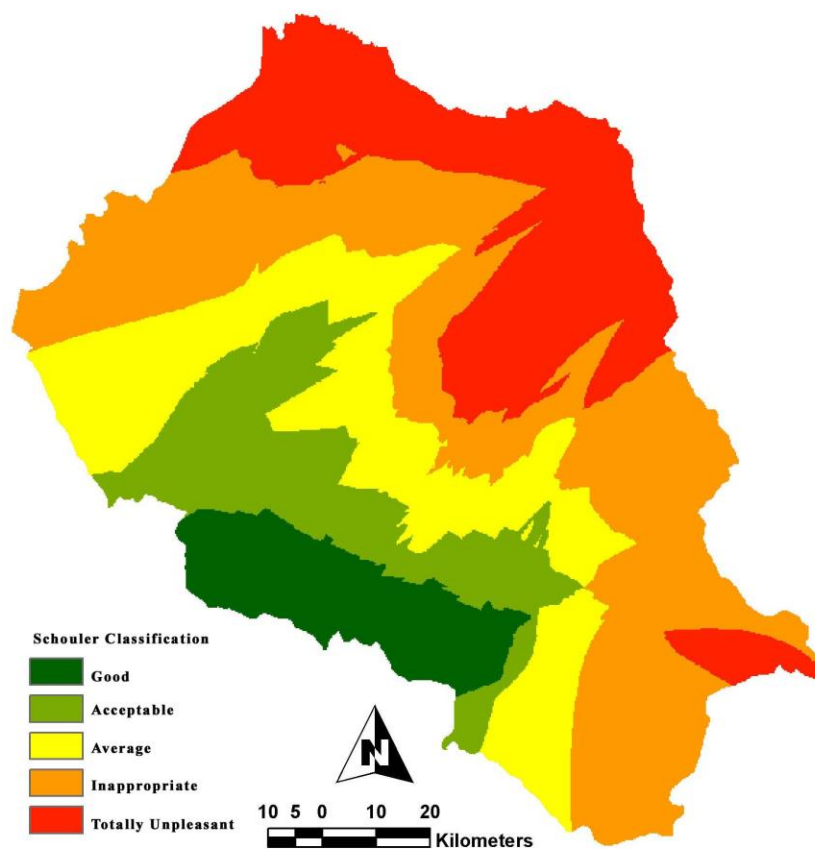 Schouler Classification
Good
Acceptable
Average
Inappropriate
Totally Unpleasant
N
10 5 0 10 20
Kilometers